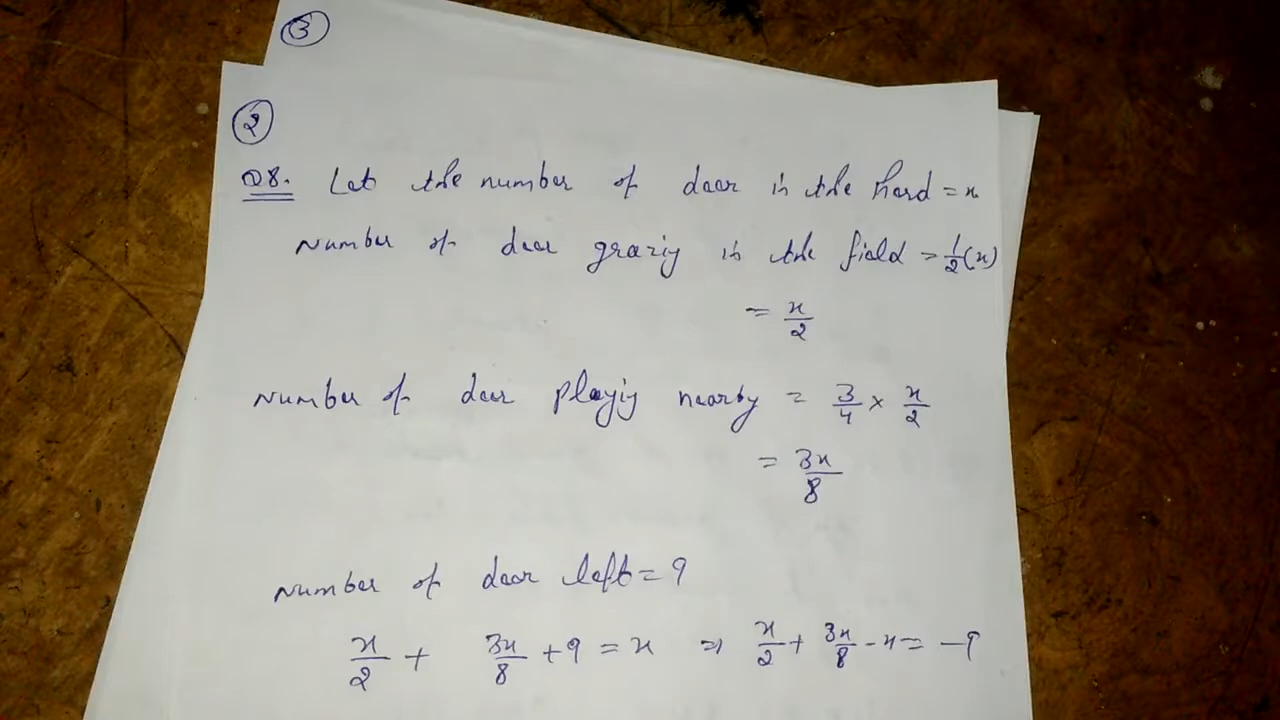 3
2
Q8. Let the number of deer in the herd = x
Number of deer grazing in the field = 1/2 (x)
= x/2
Number of deer playing nearby = 3/4 × x/2
= 3x/8
Number of deer left = 9
x/2 + 3x/8 + 9 = x ⇒ x/2 + 3x/8 - x = -9